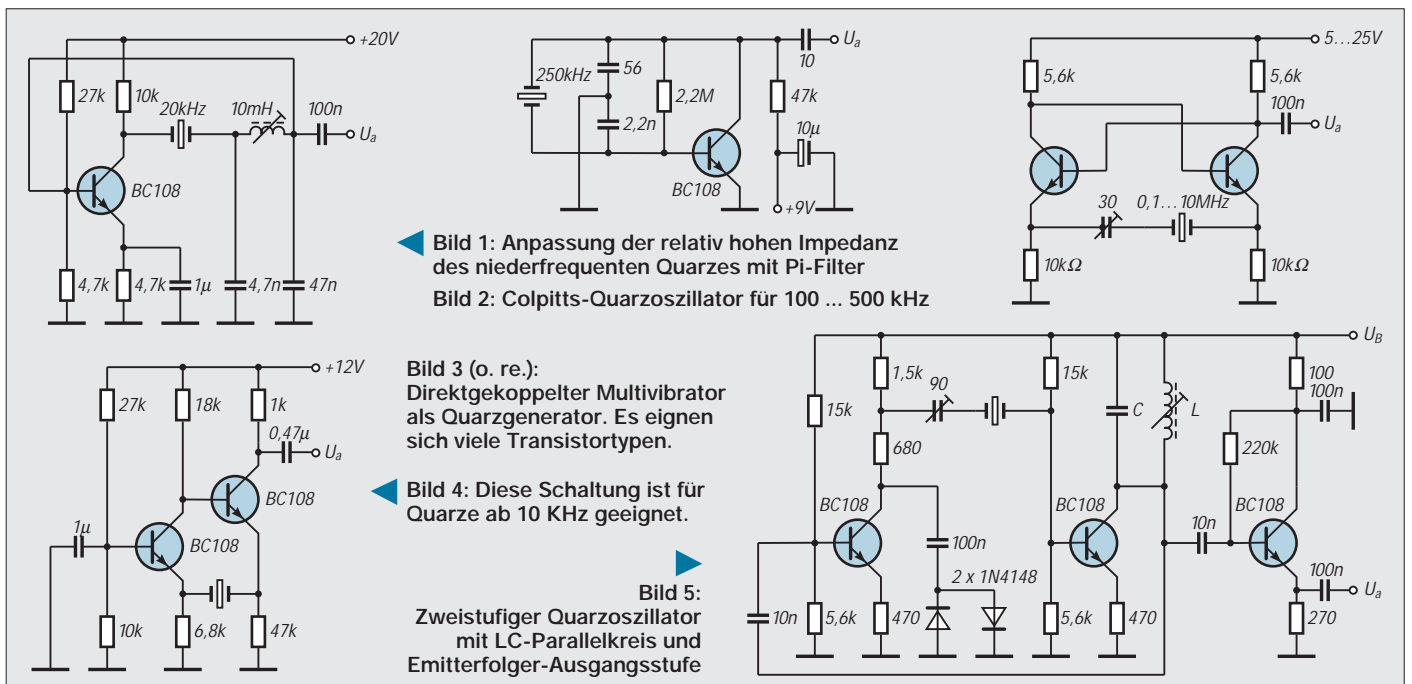 +20V
27k
10k
20kHz
10mH
100n
Ua
BC108
4,7k
4,7k
1µ
4,7n
47n
250kHz
56
2,2n
2,2M
10
Ua
47k
10µ
BC108
+9V
5...25V
5,6k
5,6k
100n
Ua
30
0,1...10MHz
10kΩ
10kΩ
Bild 1: Anpassung der relativ hohen Impedanz
des niederfrequenten Quarzes mit Pi-Filter
Bild 2: Colpitts-Quarzoszillator für 100 ... 500 kHz
Bild 3 (o. re.):
Direktgekoppelter Multivibrator
als Quarzgenerator. Es eignen
sich viele Transistortypen.
+12V
27k
18k
1k
0,47µ
Ua
BC108
1µ
BC108
10k
6,8k
47k
Bild 4: Diese Schaltung ist für
Quarze ab 10 KHz geeignet.
Bild 5:
Zweistufiger Quarzoszillator
mit LC-Parallelkreis und
Emitterfolger-Ausgangsstufe
UB
1,5k
90
15k
15k
680
C
L
100
100n
220k
BC108
BC108
BC108
10n
100n
2 x 1N4148
10n
5,6k
470
5,6k
470
100n
Ua
270